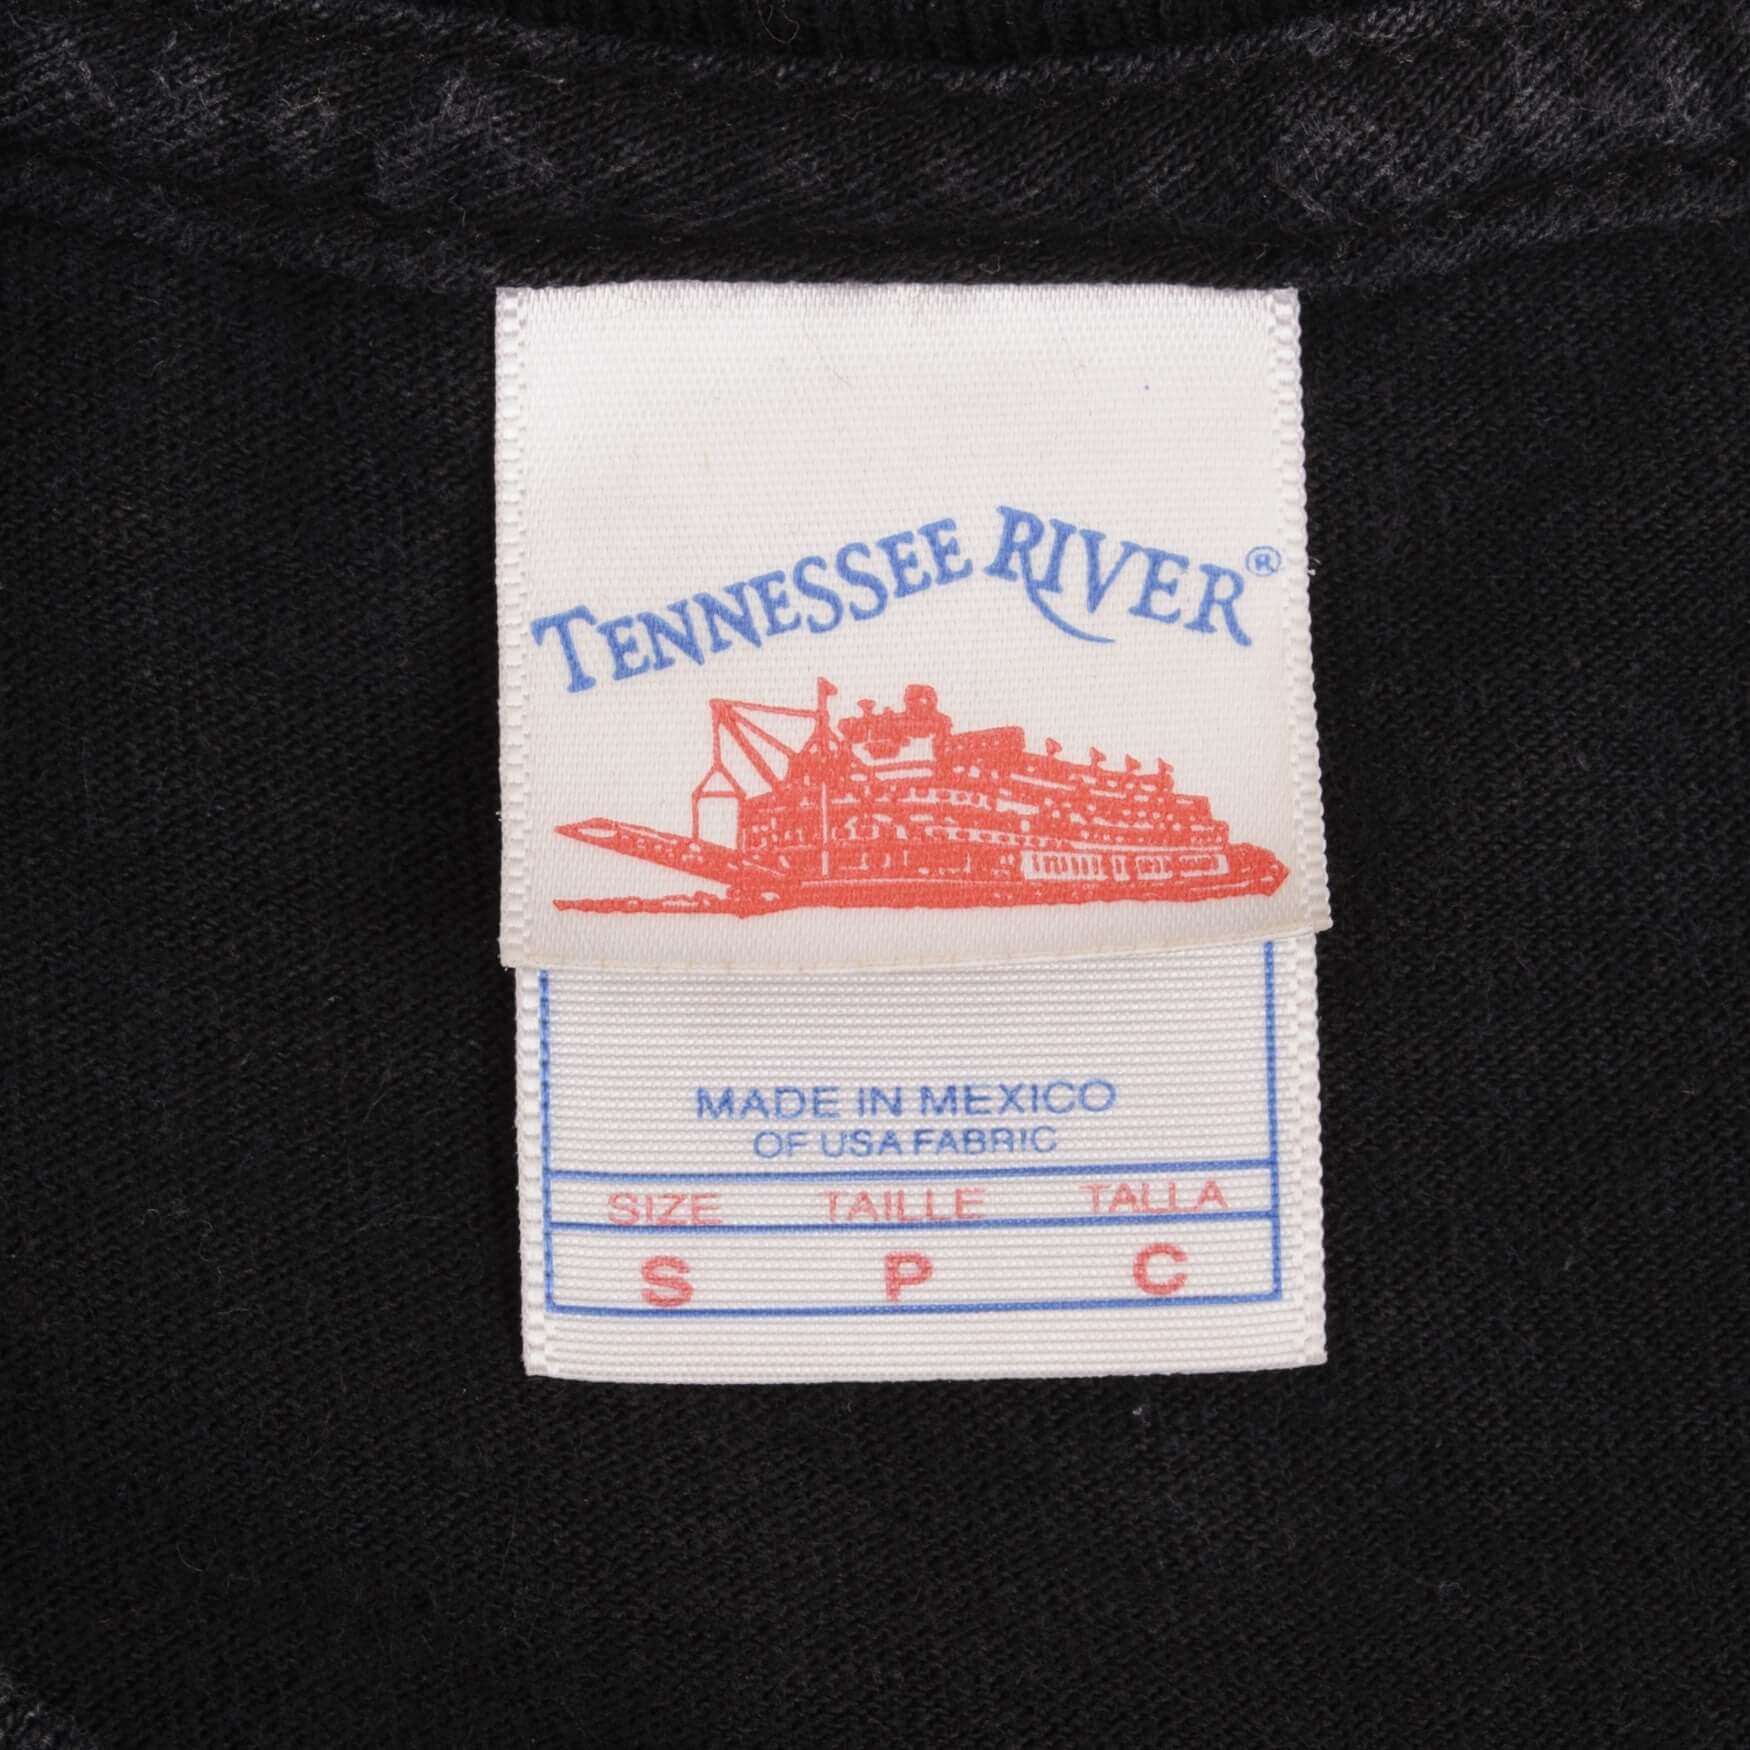 TENNESSEE RIVER®
MADE IN MEXICO
OF USA FABRIC
SIZE TAILLE TALLA
S P C